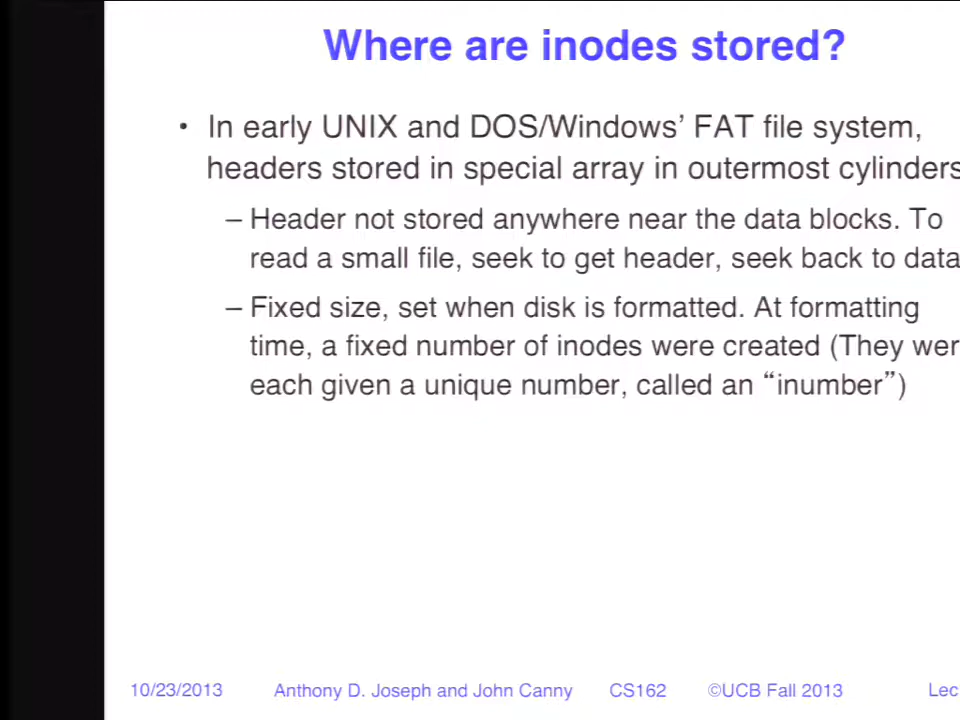 Where are inodes stored?
• In early UNIX and DOS/Windows’ FAT file system,
headers stored in special array in outermost cylinders
– Header not stored anywhere near the data blocks. To
read a small file, seek to get header, seek back to data
– Fixed size, set when disk is formatted. At formatting
time, a fixed number of inodes were created (They wer
each given a unique number, called an “inumber”)
10/23/2013 Anthony D. Joseph and John Canny CS162 ©UCB Fall 2013 Lec